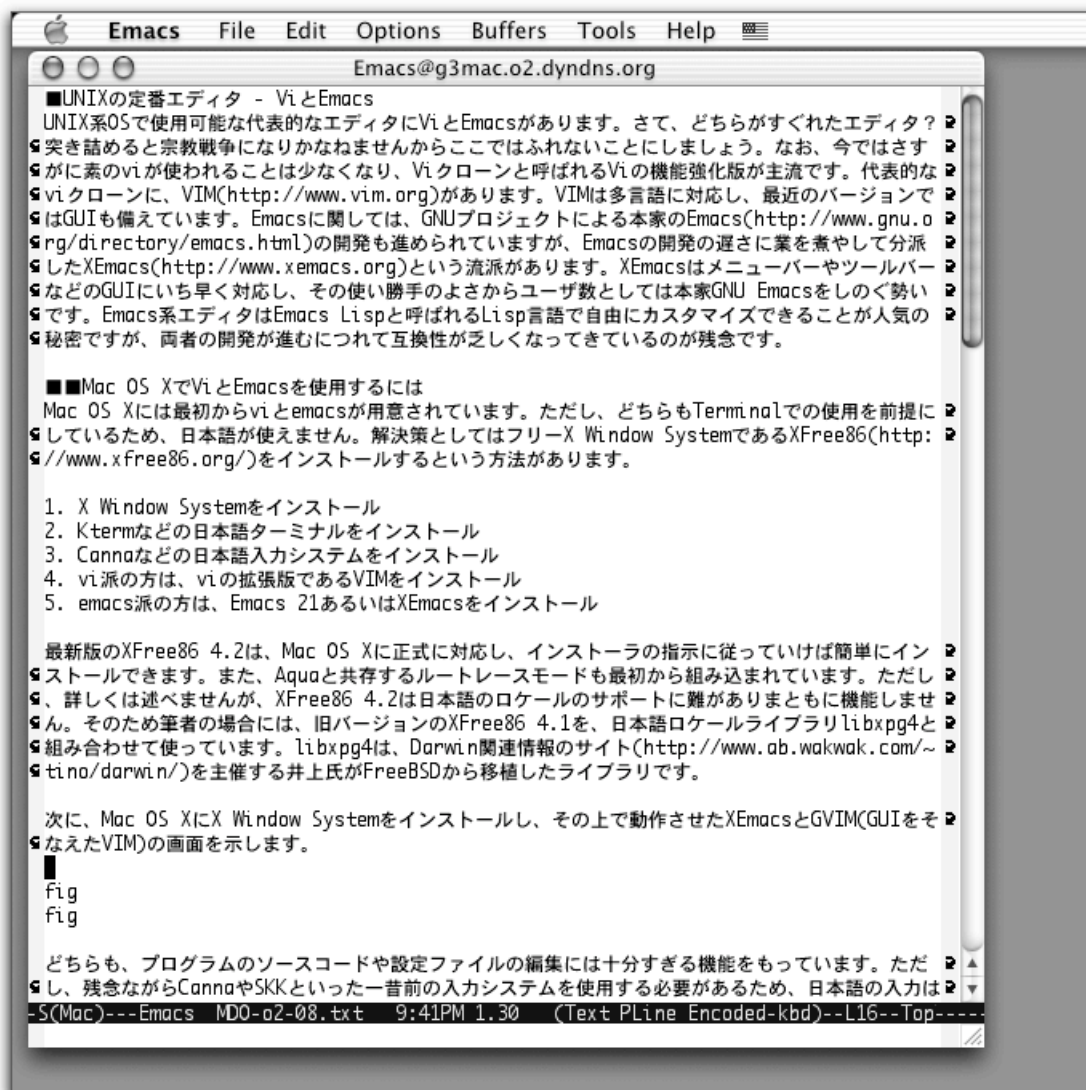 Emacs File Edit Options Buffers Tools Help
Emacs@g3mac.o2.dyndns.org
■UNIXの定番エディタ - ViとEmacs
UNIX系OSで使用可能な代表的なエディタにViとEmacsがあります。さて、どちらがすぐれたエディタ?
突き詰めると宗教戦争になりかねませんからここではふれないことにしましょう。なお、今ではさす
がに素のviが使われることは少なくなり、Viクローンと呼ばれるViの機能強化版が主流です。代表的な
viクローンに、VIM(http://www.vim.org)があります。VIMは多言語に対応し、最近のバージョンで
はGUIも備えています。Emacsに関しては、GNUプロジェクトによる本家のEmacs(http://www.gnu.o
rg/directory/emacs.html)の開発も進められていますが、Emacsの開発の遅さに業を煮やして分派
したXEmacs(http://www.xemacs.org)という流派があります。XEmacsはメニューバーやツールバー
などのGUIにいち早く対応し、その使い勝手のよさからユーザ数としては本家GNU Emacsをしのぐ勢い
です。Emacs系エディタはEmacs Lispと呼ばれるLisp言語で自由にカスタマイズできることが人気の
秘密ですが、両者の開発が進むにつれて互換性が乏しくなってきているのが残念です。
■■Mac OS XでViとEmacsを使用するには
Mac OS Xには最初からviとemacsが用意されています。ただし、どちらもTerminalでの使用を前提に
しているため、日本語が使えません。解決策としてはフリーX Window SystemであるXFree86(http:
//www.xfree86.org/)をインストールするという方法があります。
1. X Window Systemをインストール
2. Ktermなどの日本語ターミナルをインストール
3. Cannaなどの日本語入力システムをインストール
4. vi派の方は、viの拡張版であるVIMをインストール
5. emacs派の方は、Emacs 21あるいはXEmacsをインストール
最新版のXFree86 4.2は、Mac OS Xに正式に対応し、インストーラの指示に従っていけば簡単にイン
ストールできます。また、Aquaと共存するルートレースモードも最初から組み込まれています。ただし
、詳しくは述べませんが、XFree86 4.2は日本語のロケールのサポートに難がありまともに機能しませ
ん。そのため筆者の場合には、旧バージョンのXFree86 4.1を、日本語ロケールライブラリlibxpg4と
組み合わせて使っています。libxpg4は、Darwin関連情報のサイト(http://www.ab.wakwak.com/~
tino/darwin/)を主催する井上氏がFreeBSDから移植したライブラリです。
次に、Mac OS XにX Window Systemをインストールし、その上で動作させたXEmacsとGVIM(GUIをそ
なえたVIM)の画面を示します。
fig
fig
どちらも、プログラムのソースコードや設定ファイルの編集には十分すぎる機能をもっています。ただ
し、残念ながらCannaやSKKといった一昔前の入力システムを使用する必要があるため、日本語の入力は
-S(Mac)---Emacs MDO-o2-08.txt 9:41PM 1.30 (Text PLine Encoded-kbd)--L16--Top-----